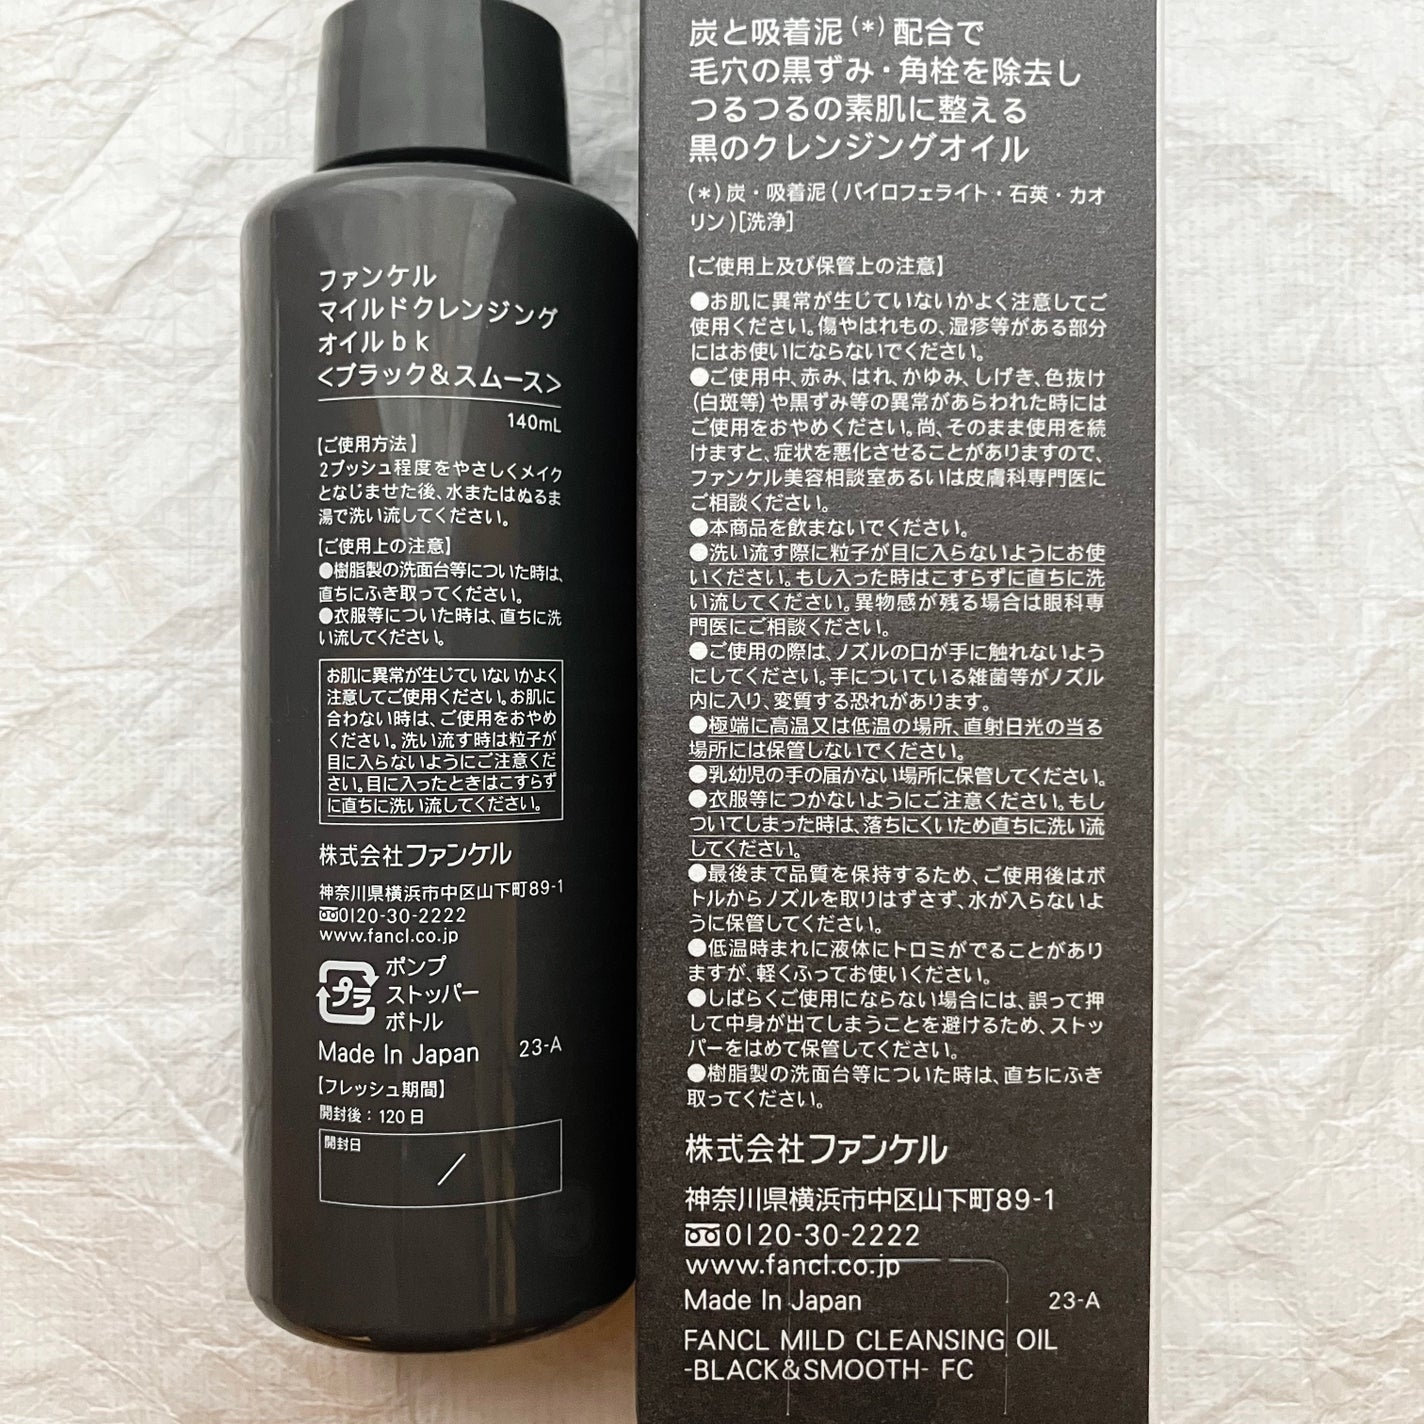 ファンケル
マイルドクレンジング
オイルbk
<ブラック&スムース>
140mL
【ご使用方法】
2プッシュ程度をやさしくメイク
となじませた後、水またはぬるま
湯で洗い流してください。
【ご使用上の注意】
●樹脂製の洗面台等についた時は、
直ちにふき取ってください。
●衣服等についた時は、直ちに洗
い流してください。
お肌に異常が生じていないかよく
注意してご使用ください。お肌に
合わない時は、ご使用をおやめ
ください。洗い流す時は粒子が
目に入らないようにご注意くだ
さい。目に入ったときはこすらず
に直ちに洗い流してください。
株式会社ファンケル
神奈川県横浜市中区山下町89-1
0120-30-2222
www.fancl.co.jp
プラ
ポンプ
ストッパー
ボトル
Made In Japan 23-A
【フレッシュ期間】
開封後:120日
開封日
/
炭と吸着泥(*)配合で
毛穴の黒ずみ・角栓を除去し
つるつるの素肌に整える
黒のクレンジングオイル
(*)炭・吸着泥(パイロフェライト・石英・カオ
リン)[洗浄]
【ご使用上及び保管上の注意】
●お肌に異常が生じていないかよく注意してご
使用ください。傷やはれもの、湿疹等がある部分
にはお使いにならないでください。
●ご使用中、赤み、はれ、かゆみ、しげき、色抜け
(白斑等)や黒ずみ等の異常があらわれた時には
ご使用をおやめください。尚、そのまま使用を続
けますと、症状を悪化させることがありますので、
ファンケル美容相談室あるいは皮膚科専門医に
ご相談ください。
●本商品を飲まないでください。
●洗い流す際に粒子が目に入らないようにお使
いください。もし入った時はこすらずに直ちに洗
い流してください。異物感が残る場合は眼科専
門医にご相談ください。
●ご使用の際は、ノズルの口が手に触れないよう
にしてください。手についている雑菌等がノズル
内に入り、変質する恐れがあります。
●極端に高温又は低温の場所、直射日光の当る
場所には保管しないでください。
●乳幼児の手の届かない場所に保管してください。
●衣服等につかないようにご注意ください。もし
ついてしまった時は、落ちにくいため直ちに洗い流
してください。
●最後まで品質を保持するため、ご使用後はボ
トルからノズルを取りはずさず、水が入らないよ
うに保管してください。
●低温時まれに液体にトロミがでることがあり
ますが、軽くふってお使いください。
●しばらくご使用にならない場合には、誤って押
して中身が出てしまうことを避けるため、ストッ
パーをはめて保管してください。
●樹脂製の洗面台等についた時は、直ちにふき
取ってください。
株式会社ファンケル
神奈川県横浜市中区山下町89-1
0120-30-2222
www.fancl.co.jp
Made In Japan 23-A
FANCL MILD CLEANSING OIL
-BLACK&SMOOTH- FC